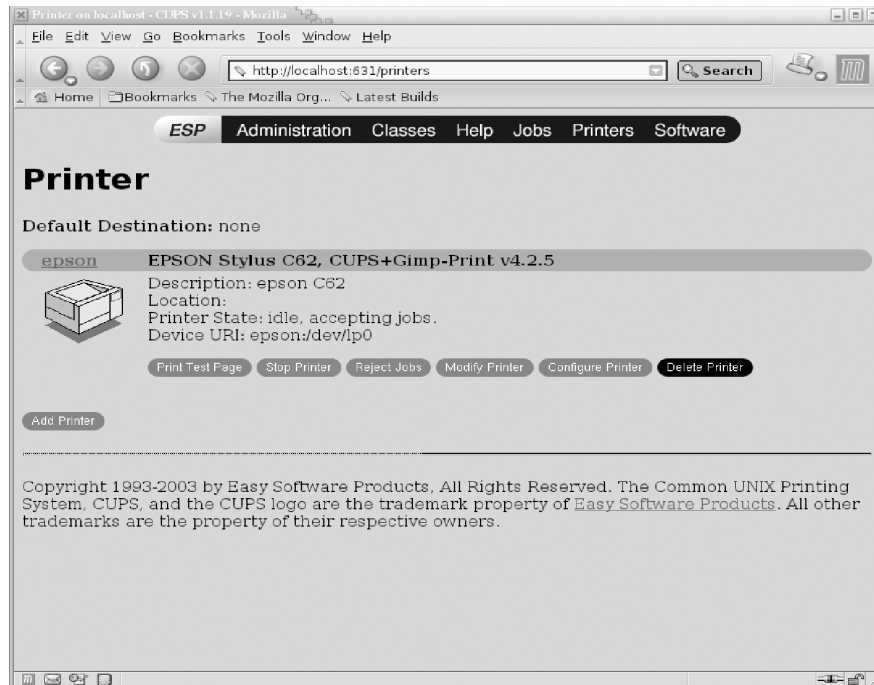 Printer on localhost - CUPS v1.1.19 - Mozilla
File Edit View Go Bookmarks Tools Window Help
http://localhost:631/printers
Search
Home Bookmarks The Mozilla Org... Latest Builds
ESP Administration Classes Help Jobs Printers Software
Printer
Default Destination: none
epson EPSON Stylus C62, CUPS+Gimp-Print v4.2.5
Description: epson C62
Location:
Printer State: idle, accepting jobs.
Device URI: epson:/dev/lp0
Print Test Page Stop Printer Reject Jobs Modify Printer Configure Printer Delete Printer
Add Printer
Copyright 1993-2003 by Easy Software Products, All Rights Reserved. The Common UNIX Printing
System, CUPS, and the CUPS logo are the trademark property of Easy Software Products. All other
trademarks are the property of their respective owners.